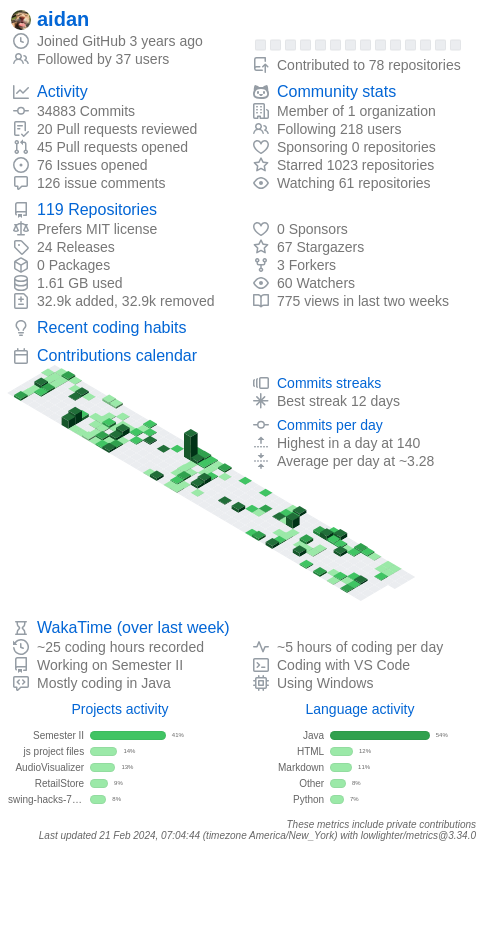 aidan
Joined GitHub 3 years ago
Followed by 37 users
Contributed to 78 repositories
Activity
34883 Commits
20 Pull requests reviewed
45 Pull requests opened
76 Issues opened
126 issue comments
Community stats
Member of 1 organization
Following 218 users
Sponsoring 0 repositories
Starred 1023 repositories
Watching 61 repositories
119 Repositories
Prefers MIT license
24 Releases
0 Packages
1.61 GB used
32.9k added, 32.9k removed
0 Sponsors
67 Stargazers
3 Forkers
60 Watchers
775 views in last two weeks
Recent coding habits
Contributions calendar
Commits streaks
Best streak 12 days
Commits per day
Highest in a day at 140
Average per day at ~3.28
WakaTime (over last week)
~25 coding hours recorded
Working on Semester II
Mostly coding in Java
~5 hours of coding per day
Coding with VS Code
Using Windows
Projects activity
Semester II 41%
js project files 14%
AudioVisualizer 13%
RetailStore 9%
swing-hacks-7… 8%
Language activity
Java 54%
HTML 12%
Markdown 11%
Other 8%
Python 7%
These metrics include private contributions
Last updated 21 Feb 2024, 07:04:44 (timezone America/New_York) with lowlighter/metrics@3.34.0